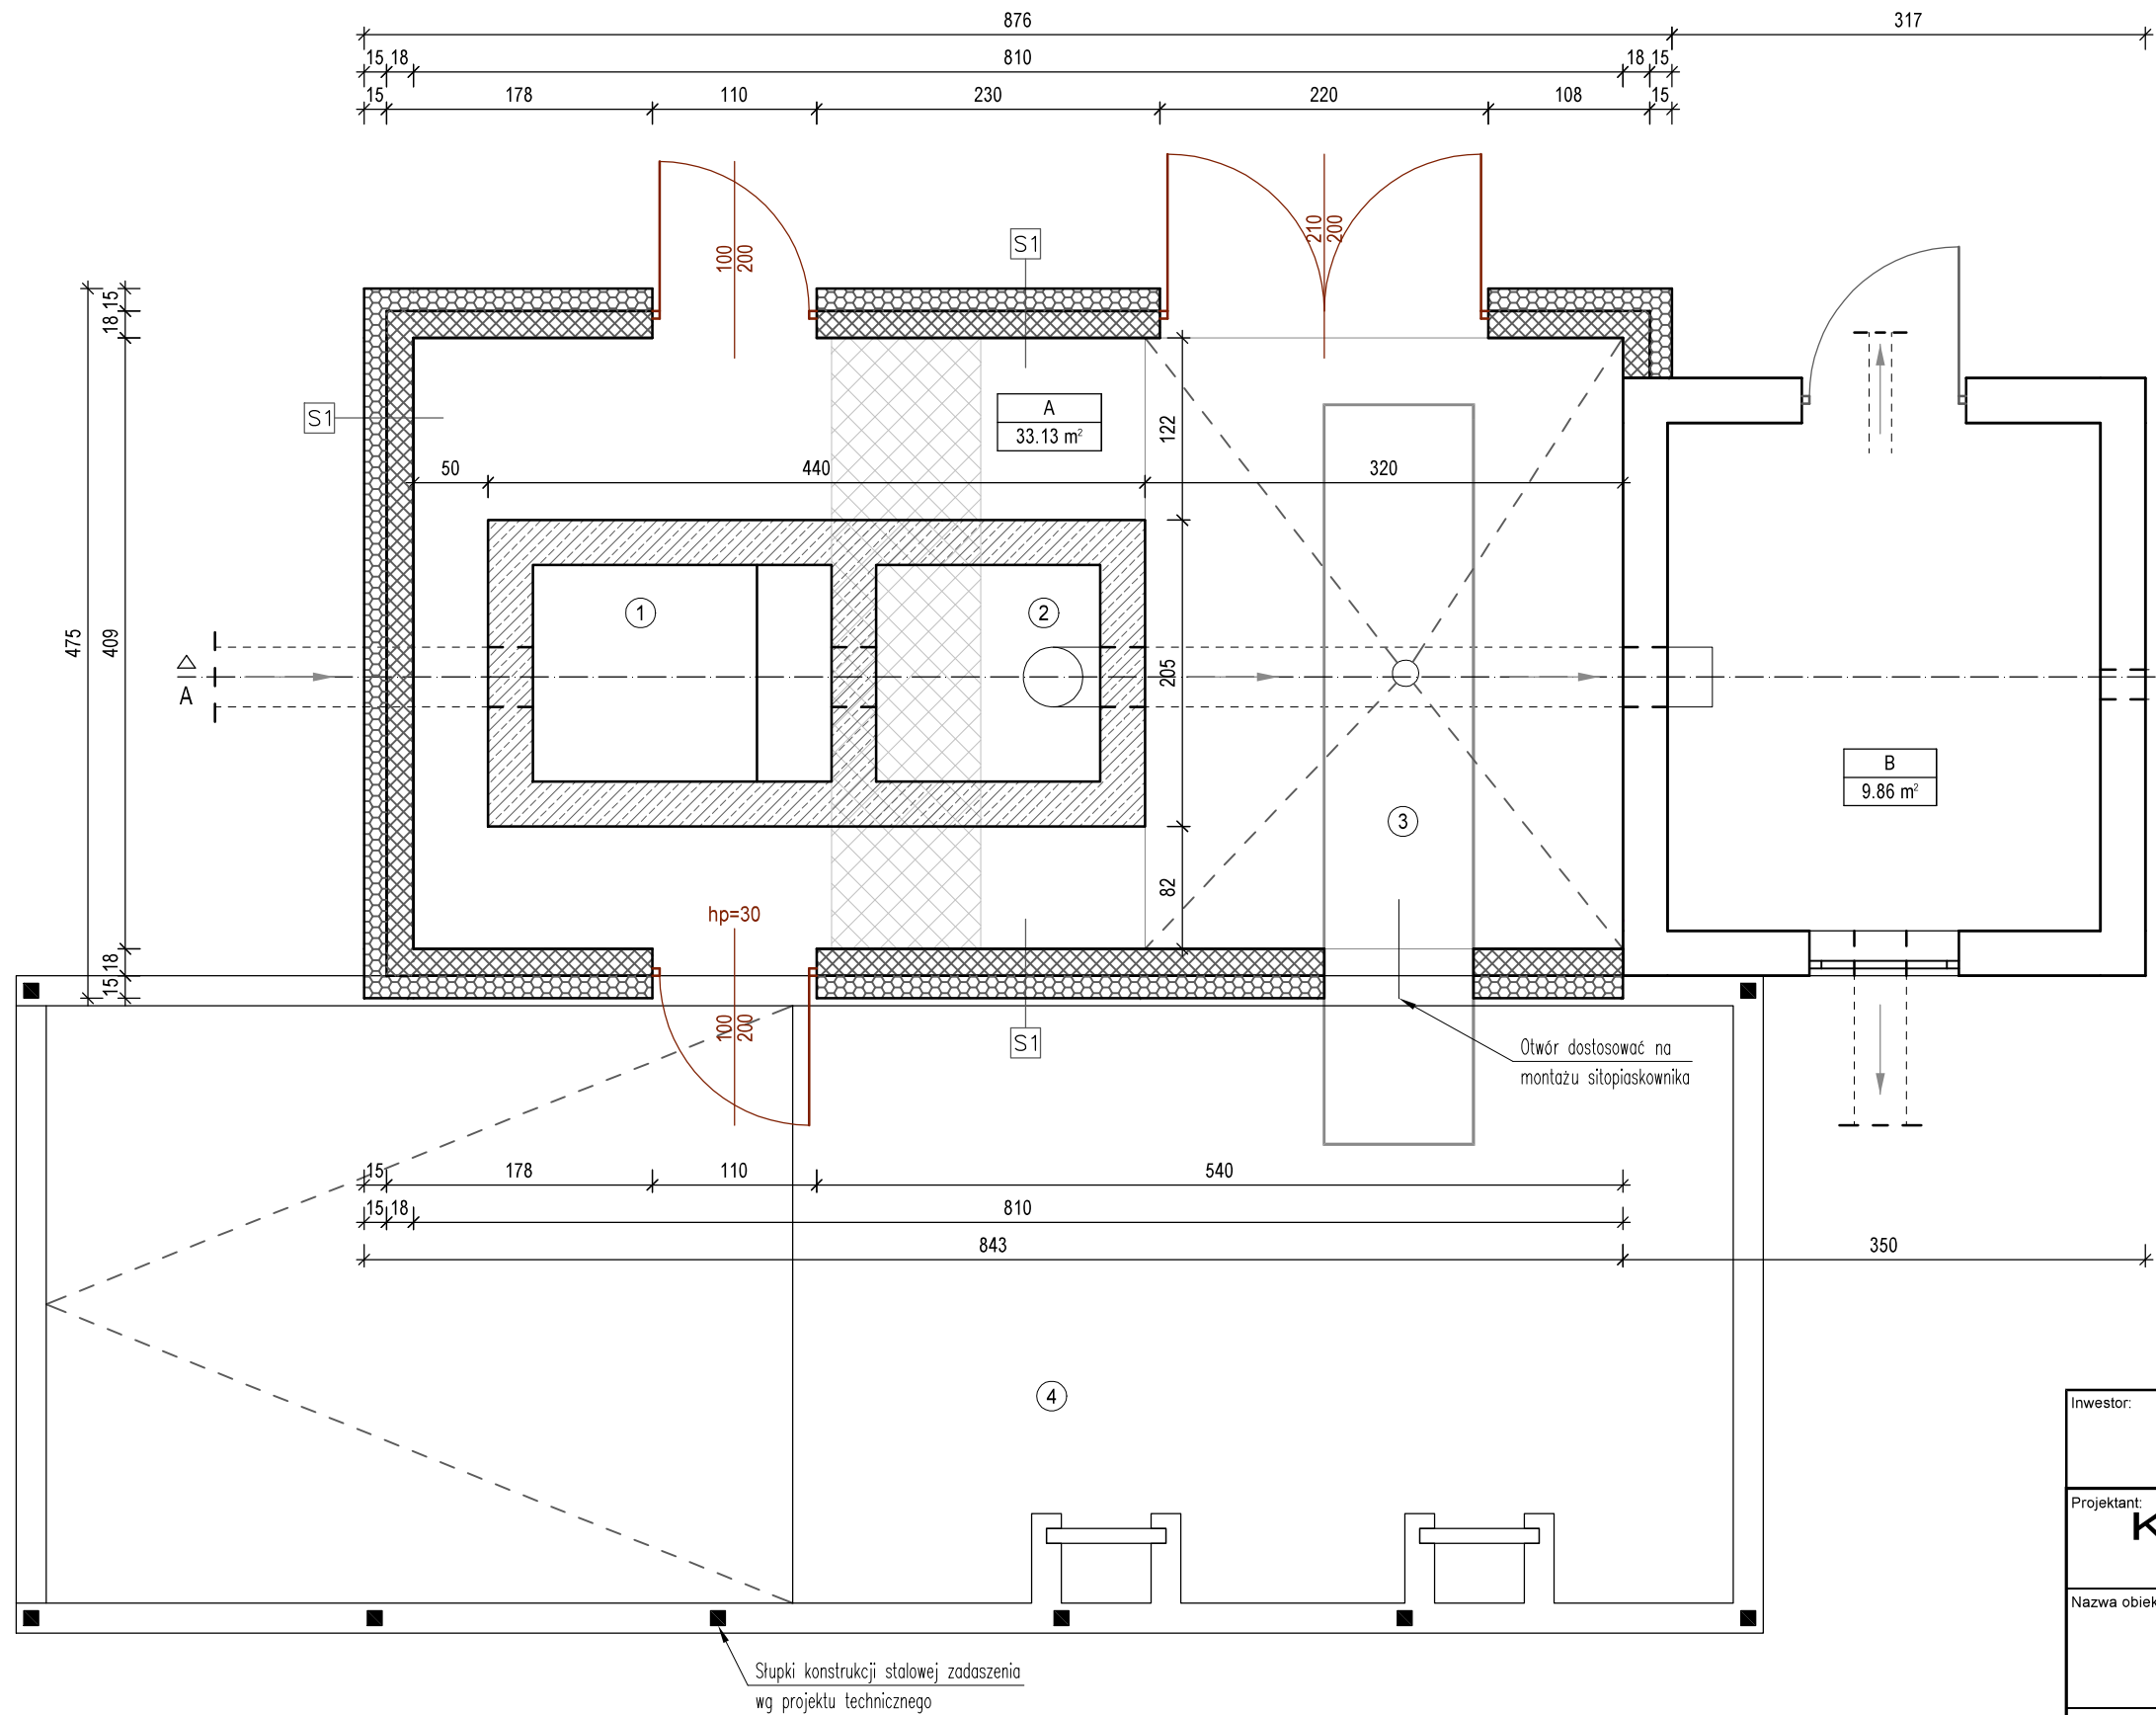 876
317
15
18
810
18
15
15
178
110
230
220
108
15
S1
100
200
210
200
15
18
S1
A
33.13 m²
122
50
440
320
1
2
475
409
205
A
B
9.86 m²
3
82
hp=30
18
15
100
200
S1
Otwór dostosować na
montażu sitopiaskownika
15
178
110
540
15
18
810
843
350
4
Inwestor:
Projektant:
K
Nazwa obiek
Słupki konstrukcji stalowej zadaszenia
wg projektu technicznego